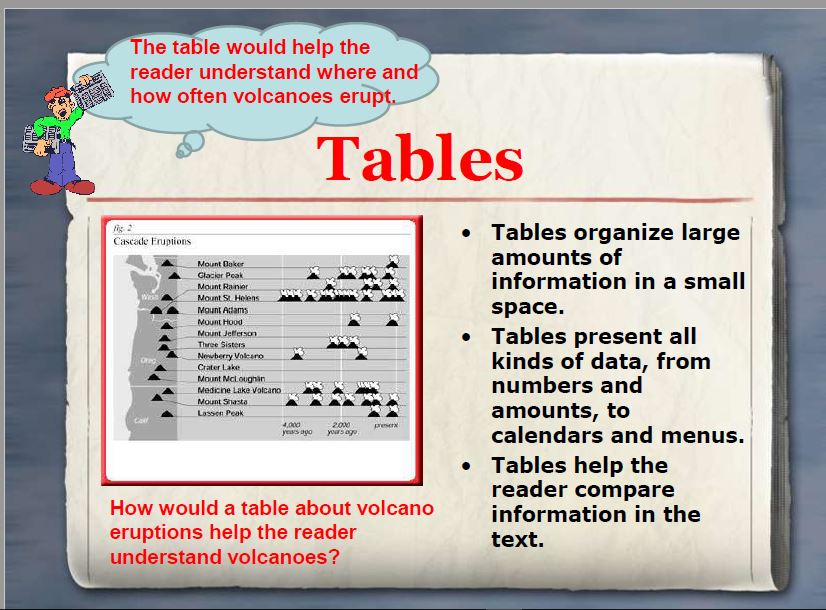 The table would help the
reader understand where and
how often volcanoes erupt.
Tables
fig. 2
Cascade Eruptions
Mount Baker
Glacier Peak
Mount Rainier
Wash
Mount St. Helens
Mount Adams
Mount Hood
Mount Jefferson
Three Sisters
Newberry Volcano
Oreg
Crater Lake
Mount McLoughlin
Medicine Lake Volcano
Mount Shasta
Lassen Peak
Calif
4,000
years ago
2,000
years ago
present
How would a table about volcano
eruptions help the reader
understand volcanoes?
• Tables organize large
amounts of
information in a small
space.
• Tables present all
kinds of data, from
numbers and
amounts, to
calendars and menus.
• Tables help the
reader compare
information in the
text.